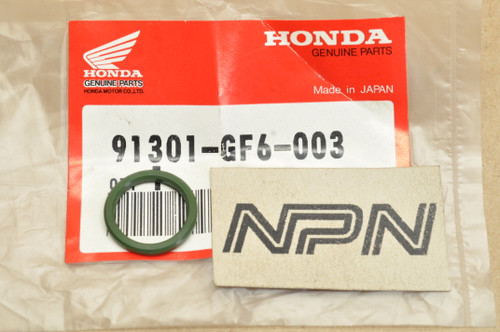 HONDA
GENUINE PARTS
HONDA MOTOR CO.,LTD.
HONDA
GENUINE PARTS
Made in JAPAN
91301-GF6-003
NPN